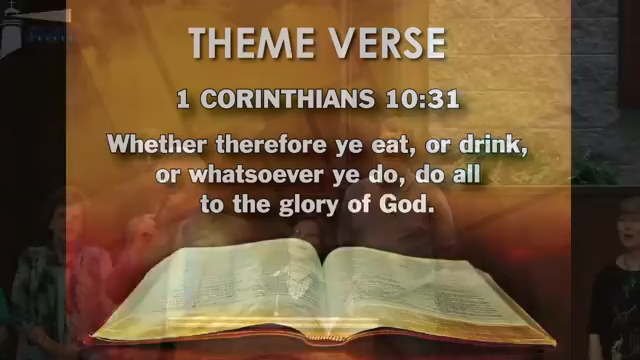 THEME VERSE
1 CORINTHIANS 10:31
Whether therefore ye eat, or drink,
or whatsoever ye do, do all
to the glory of God.